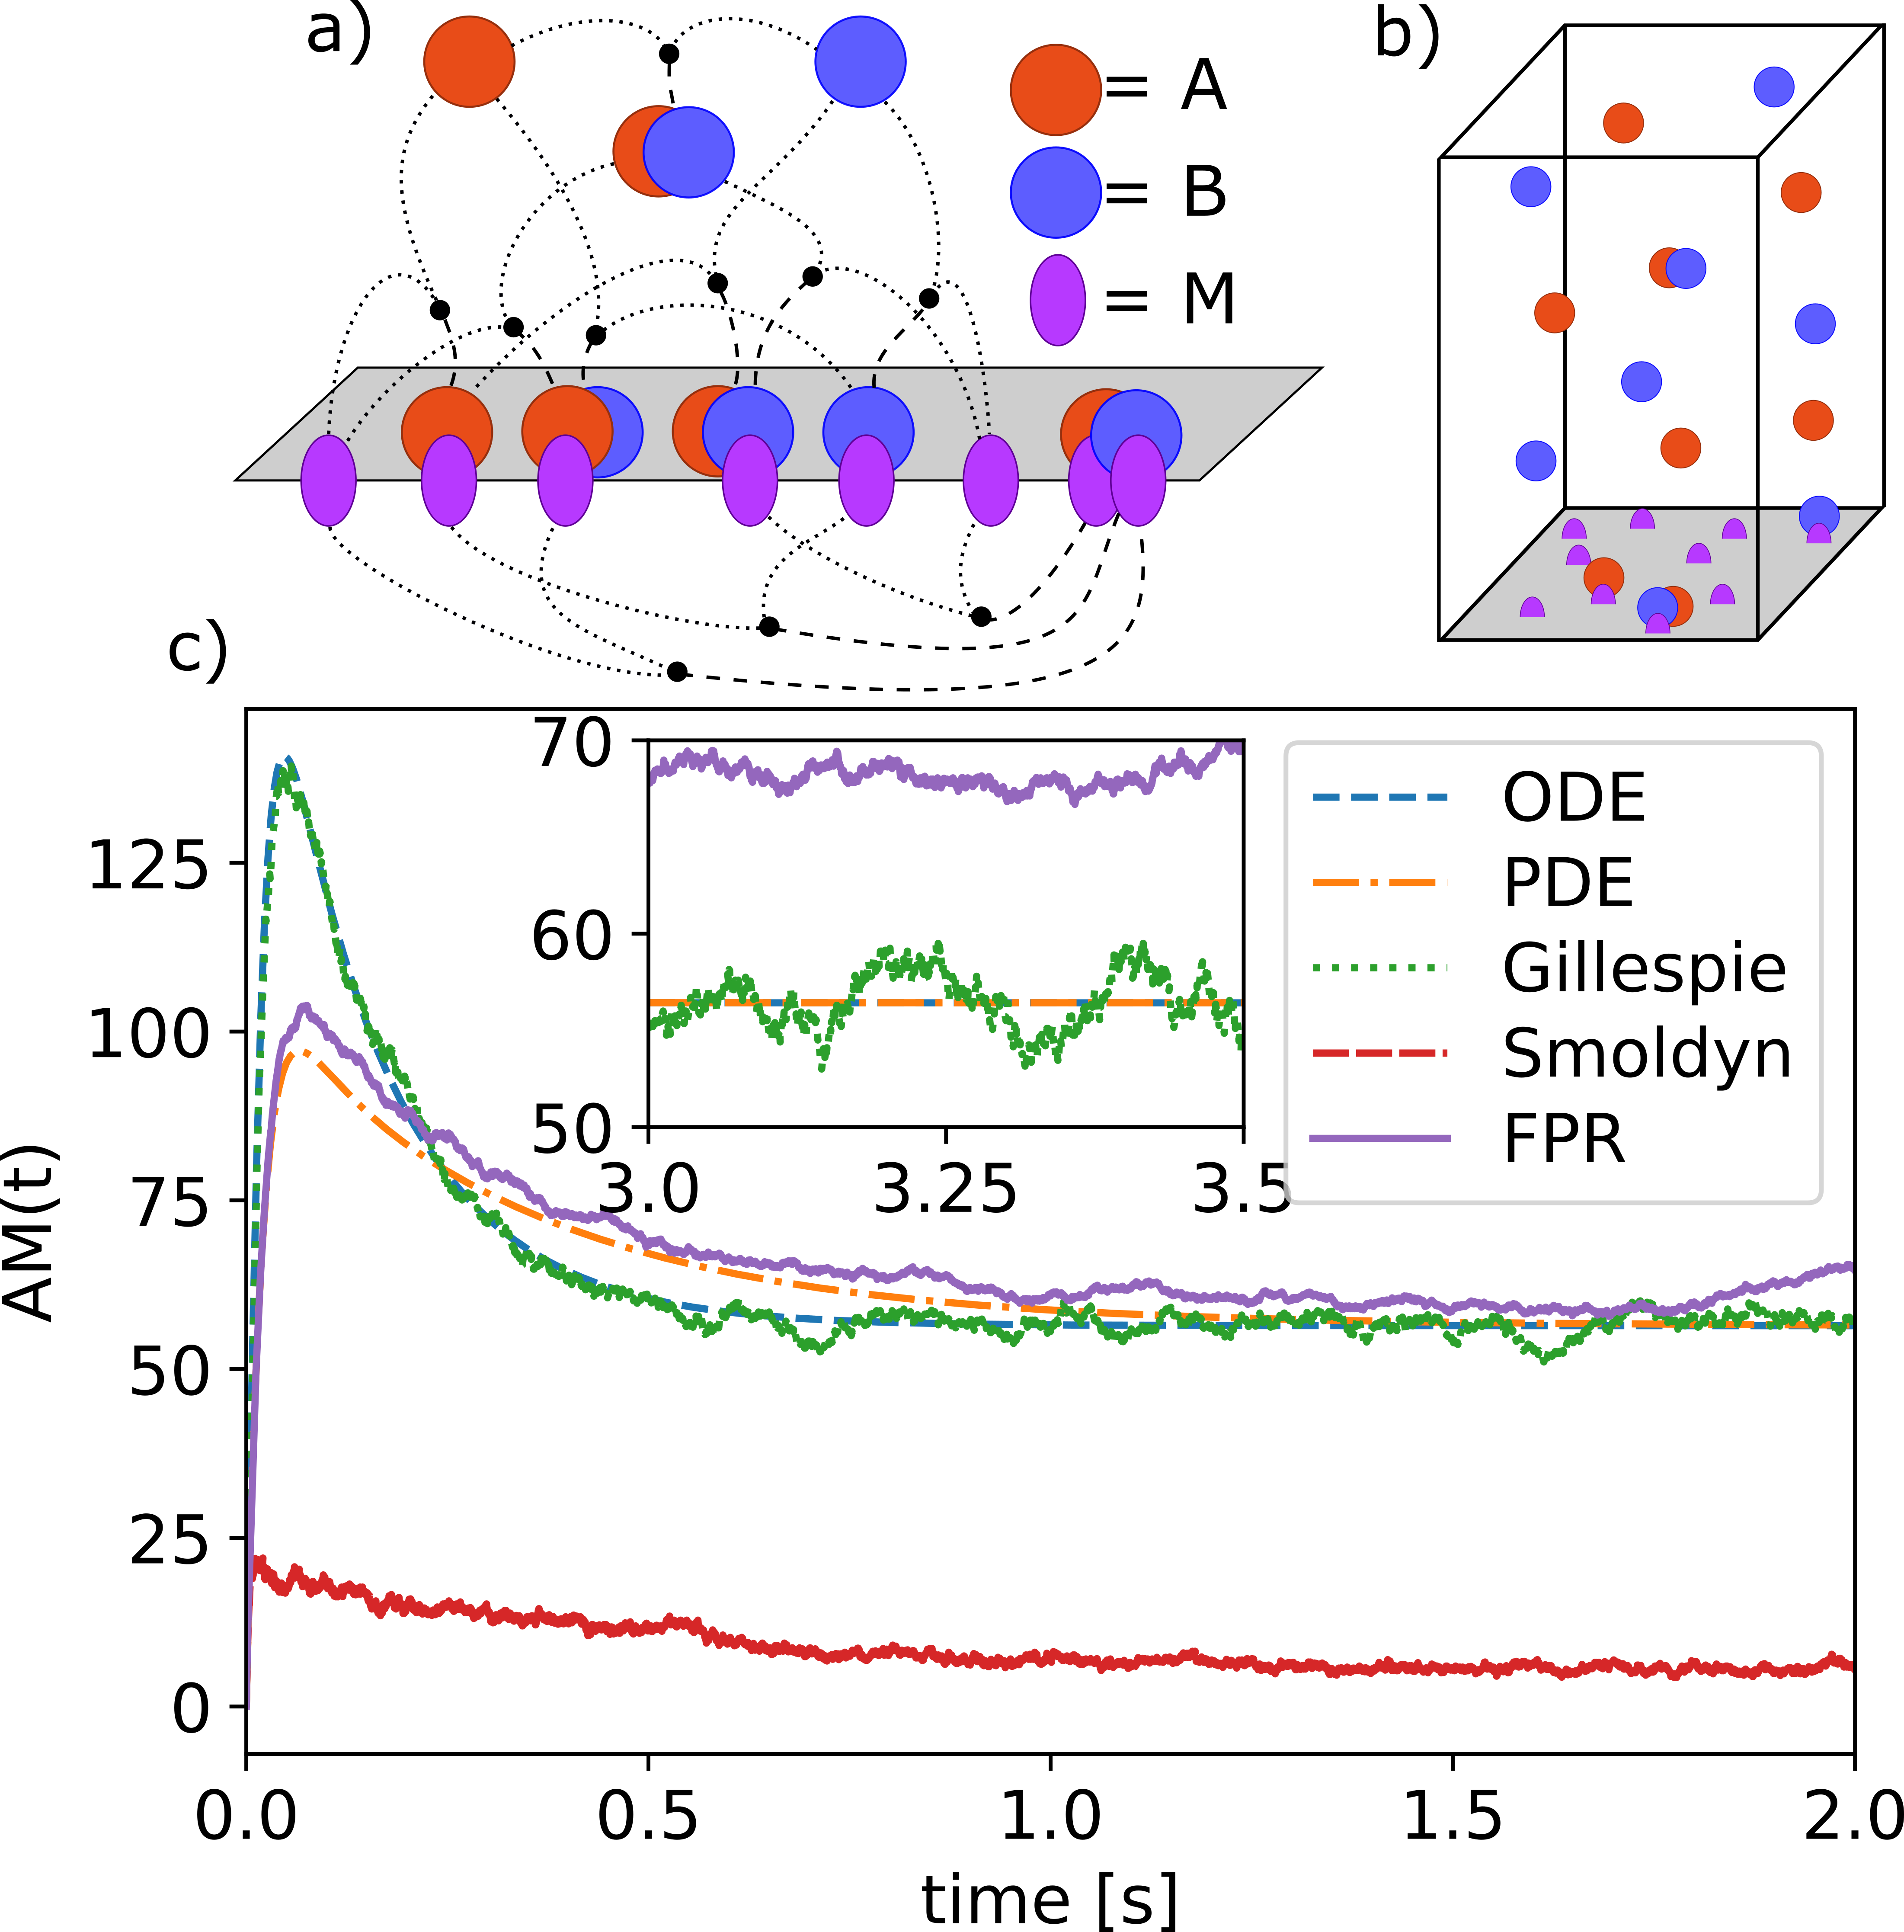 a)
= A
= B
= M
b)
c)
AM(t)
125
100
75
50
25
0
0.0
0.5
1.0
1.5
2.0
time [s]
70
60
50
3.0
3.25
3.5
ODE
PDE
Gillespie
Smoldyn
FPR